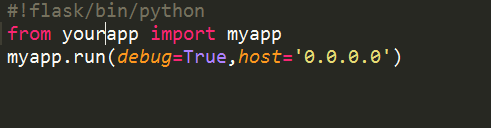 #!flask/bin/python
from yourapp import myapp
myapp.run(debug=True,host='0.0.0.0')